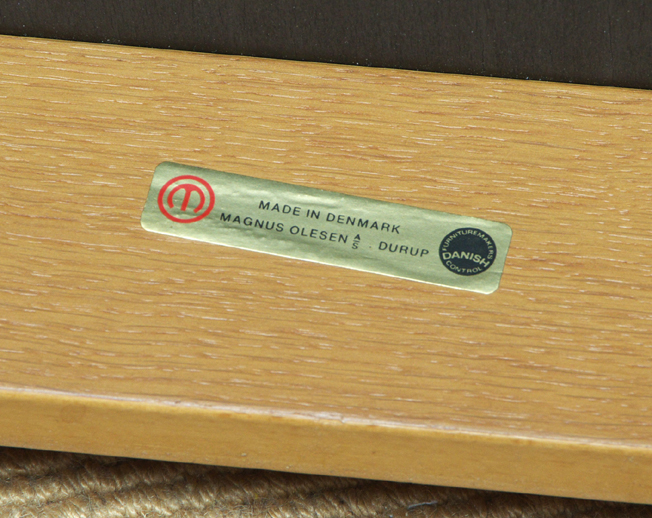 MADE IN DENMARK
MAGNUS OLESEN A/S . DURUP
FURNITUREMAKERS
DANISH
CONTROL